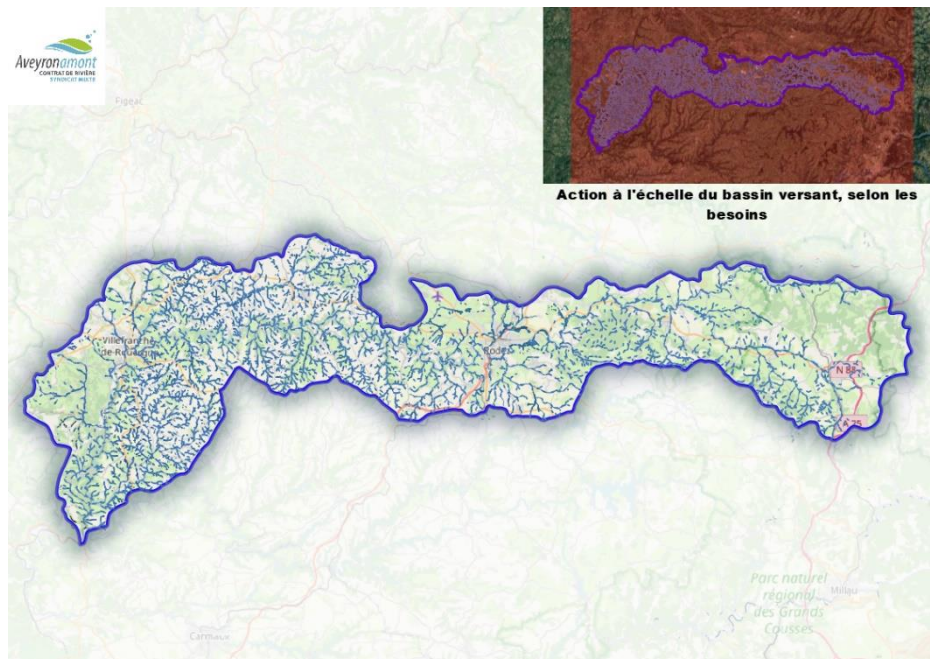 Aveyronamont
CONTRAT DE RIVIÈRE
SYNDICAT MIXTE
Action à l'échelle du bassin versant, selon les
besoins
Figeac
Villefranche
de-Rouergue
Rodez
N 88
A 75
Parc naturel
régional
des Grands
Causses
Millau
Carmaux